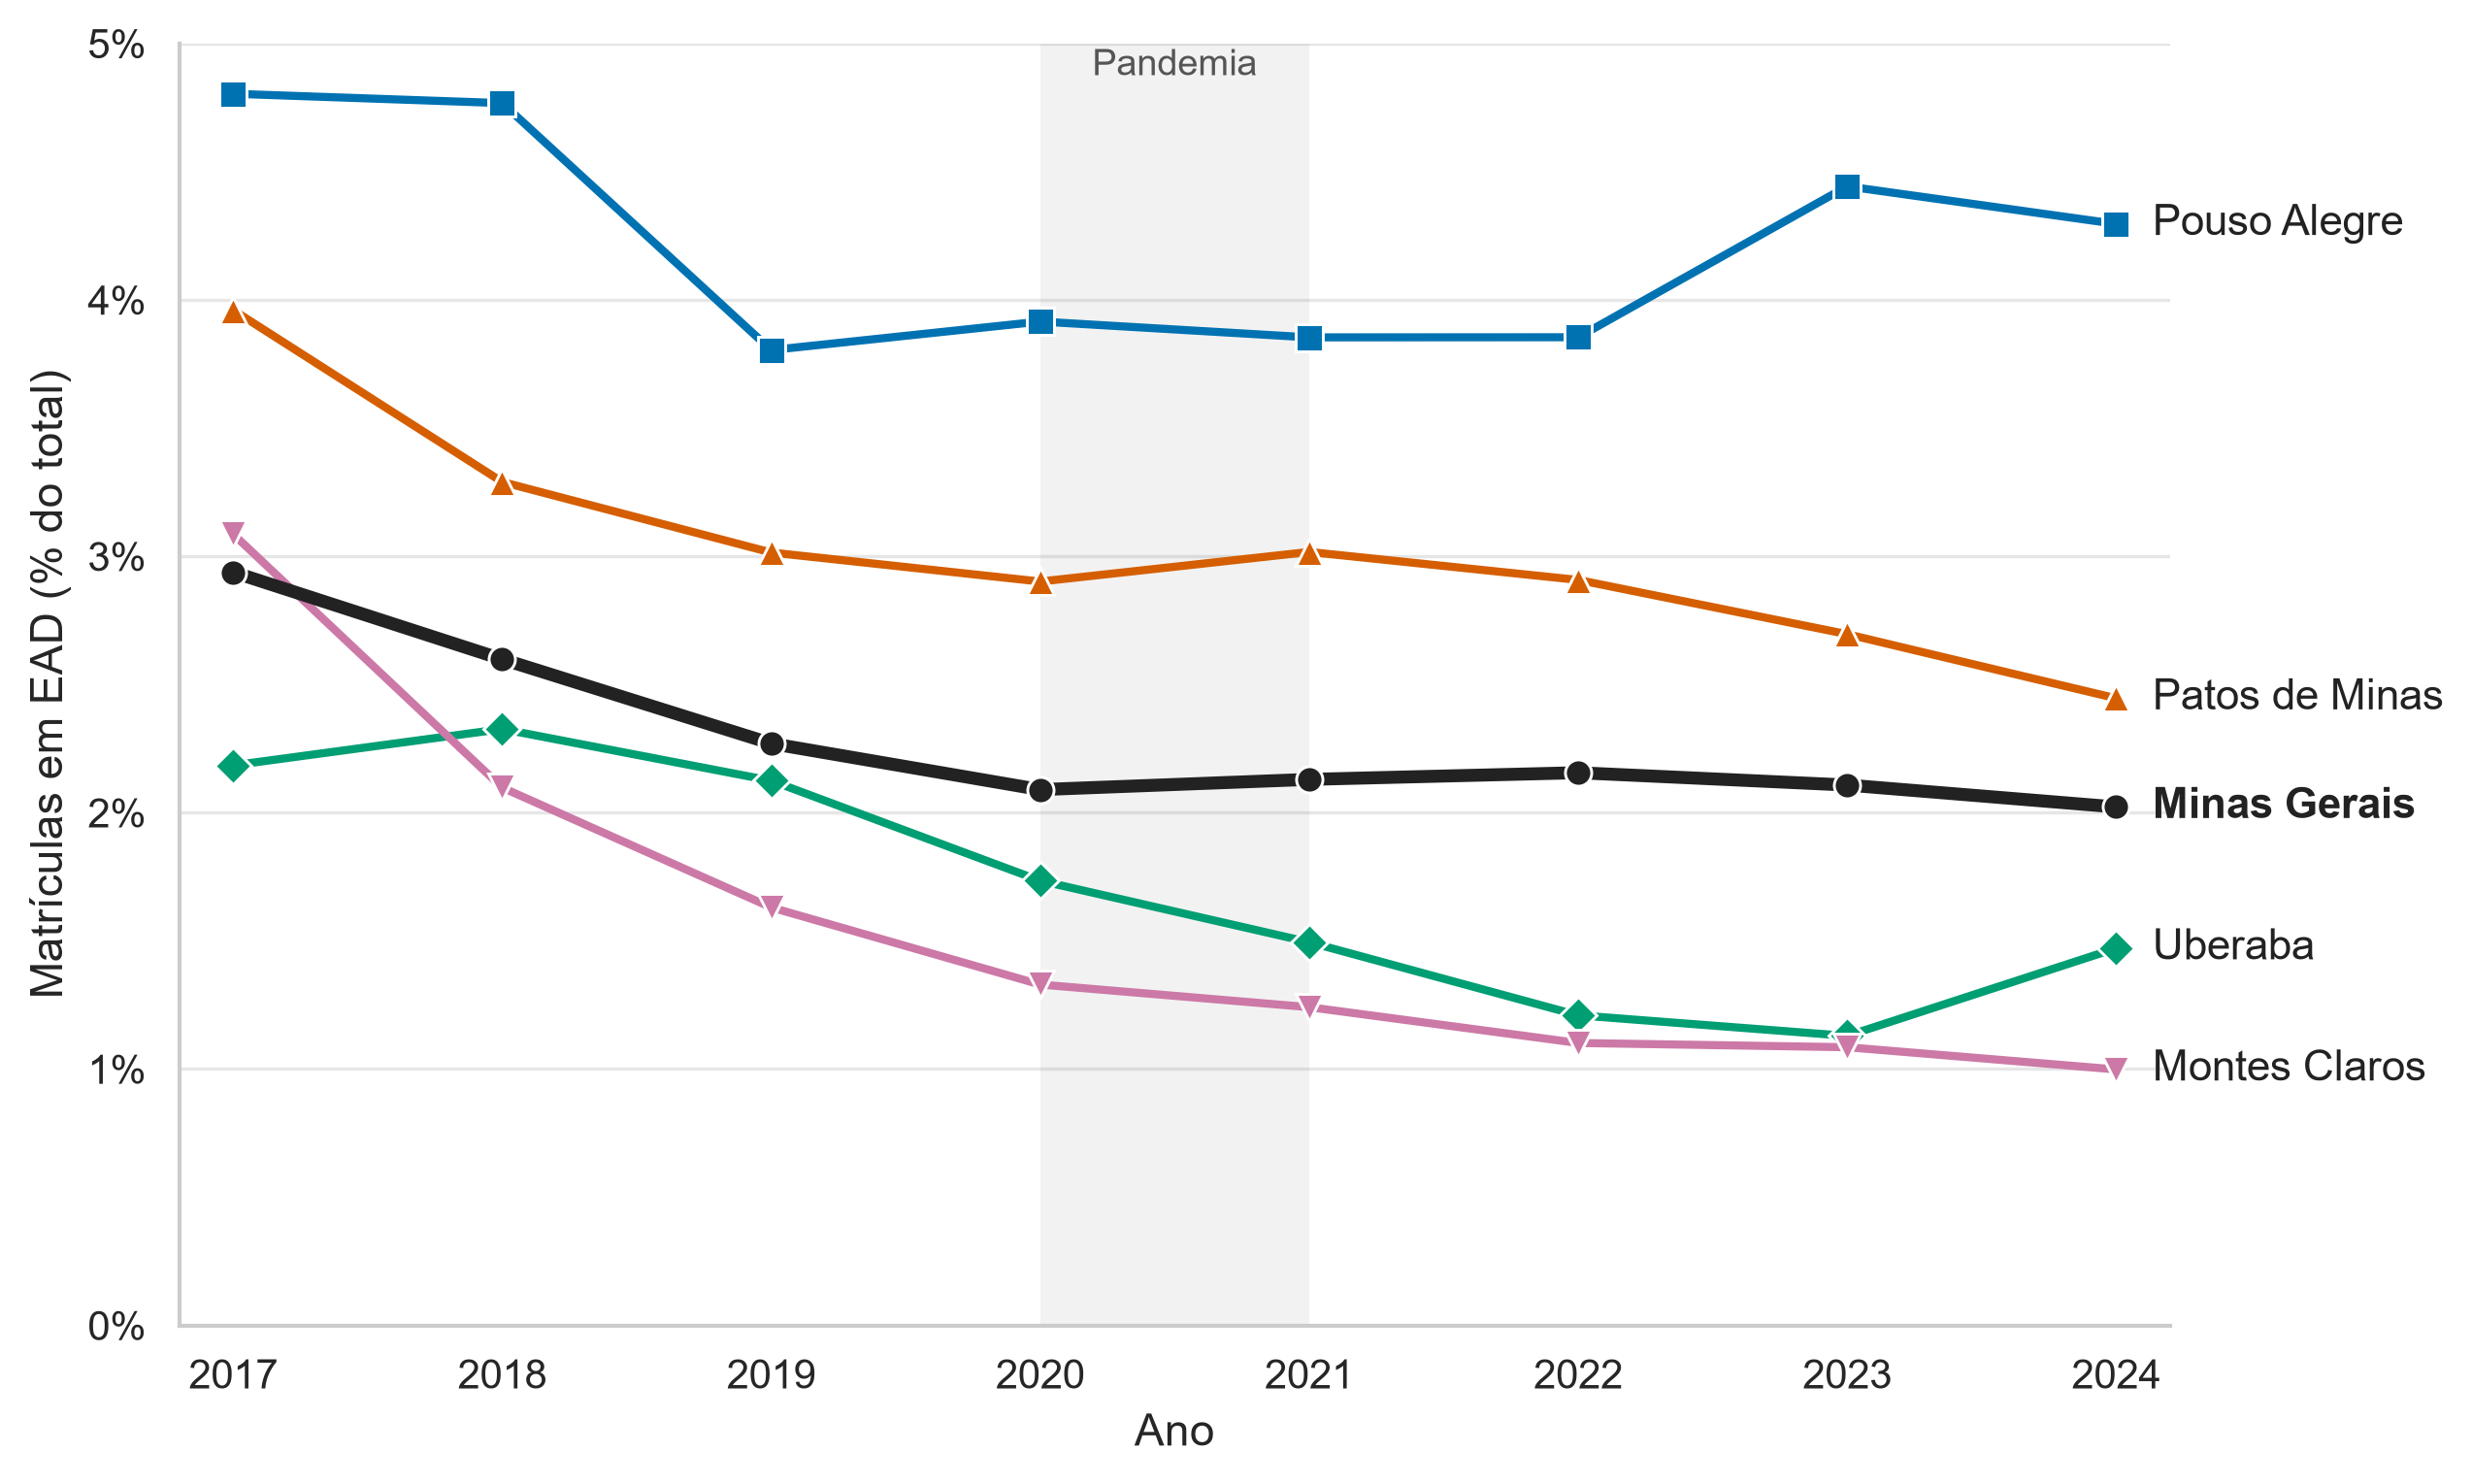 5%
Pandemia
Pouso Alegre
4%
3%
Matrículas em EAD (% do total)
Patos de Minas
2%
Minas Gerais
Uberaba
1%
Montes Claros
0%
2017 2018 2019 2020 2021 2022 2023 2024
Ano